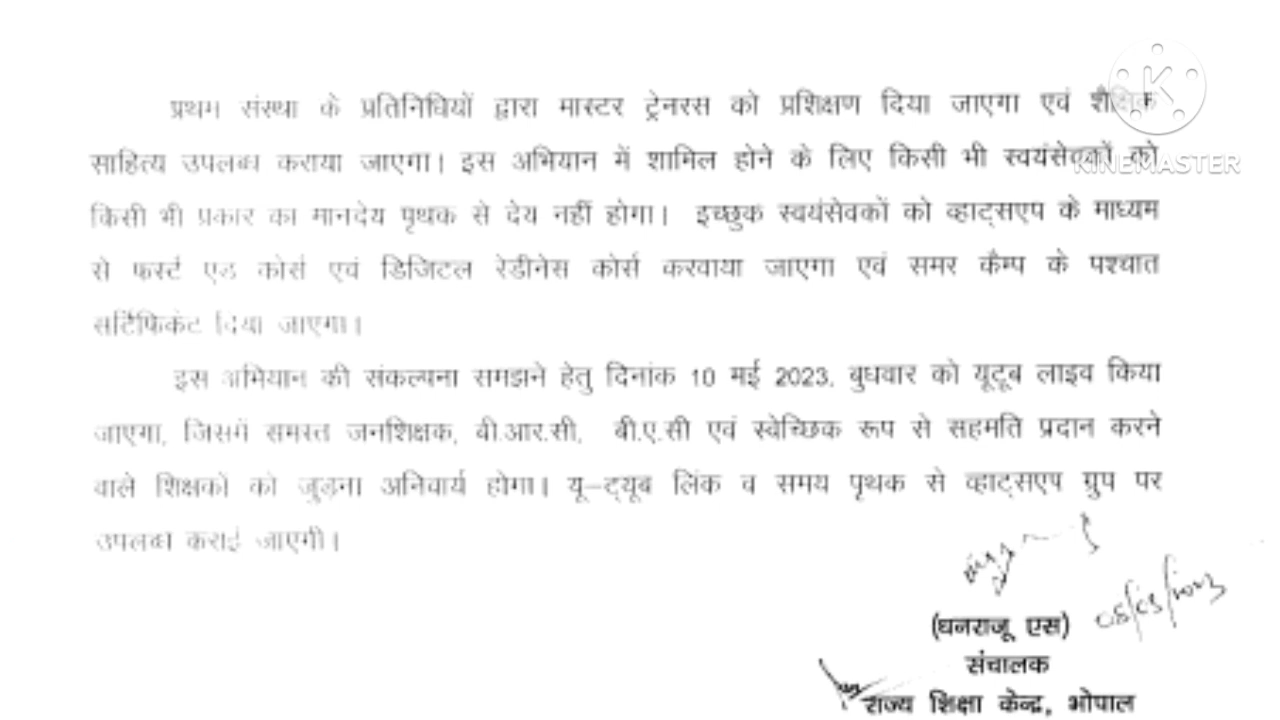 प्रथम संस्था के प्रतिनिधियों द्वारा मास्टर ट्रेनरस को प्रशिक्षण दिया जाएगा एवं शैक्षिक
साहित्य उपलब्ध कराया जाएगा। इस अभियान में शामिल होने के लिए किसी भी स्वयंसेवकों को
KINEMASTER
किसी भी प्रकार का मानदेय पृथक से देय नहीं होगा। इच्छुक स्वयंसेवकों को व्हाट्सएप के माध्यम
से फर्स्ट एड कोर्स एवं डिजिटल रेडीनेस कोर्स करवाया जाएगा एवं समर कैम्प के पश्चात
सर्टिफिकेट दिया जाएगा।
इस अभियान की संकल्पना समझने हेतु दिनांक 10 मई 2023, बुधवार को यूटूब लाइव किया
जाएगा, जिसमें समस्त जनशिक्षक, बी.आर.सी, बी.ए.सी एवं स्वेच्छिक रूप से सहमति प्रदान करने
वाले शिक्षकों को जुड़ना अनिवार्य होगा। यू-ट्यूब लिंक व समय पृथक से व्हाट्सएप ग्रुप पर
उपलब्ध कराई जाएगी।
(धनराजू एस)
संचालक
राज्य शिक्षा केन्द्र, भोपाल